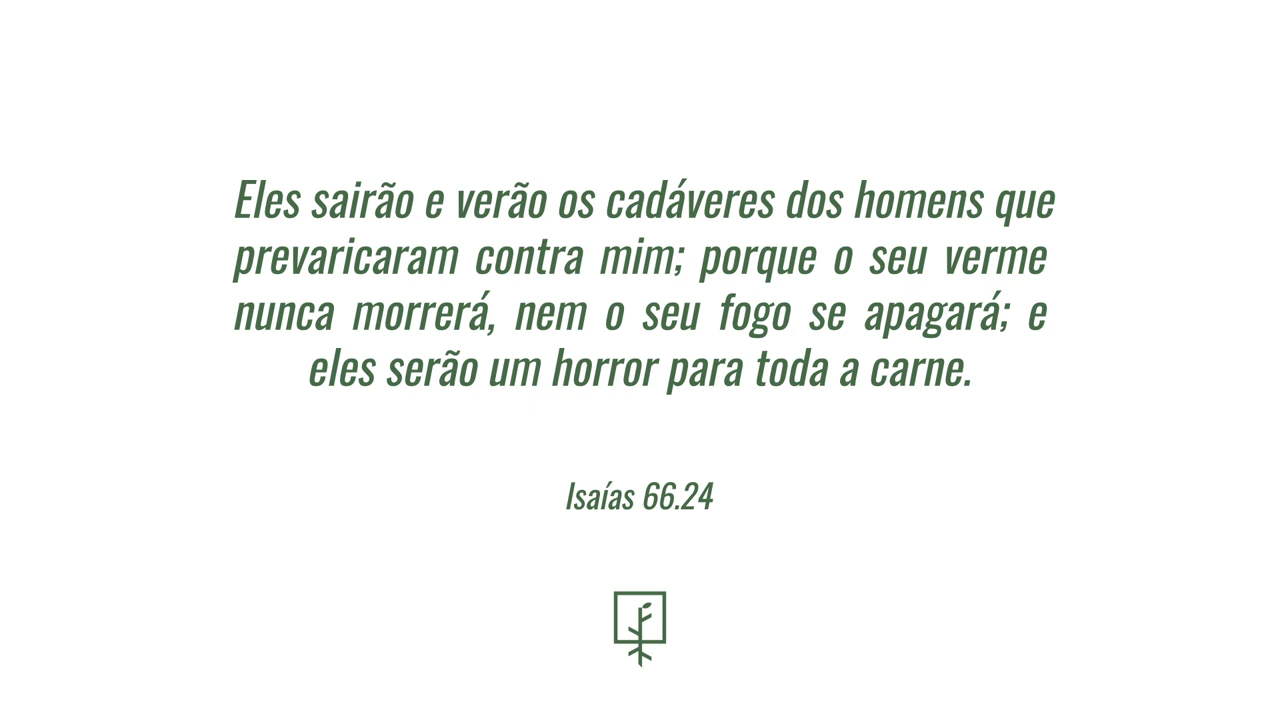 Eles sairão e verão os cadáveres dos homens que
prevaricaram contra mim; porque o seu verme
nunca morrerá, nem o seu fogo se apagará; e
eles serão um horror para toda a carne.
Isaías 66.24